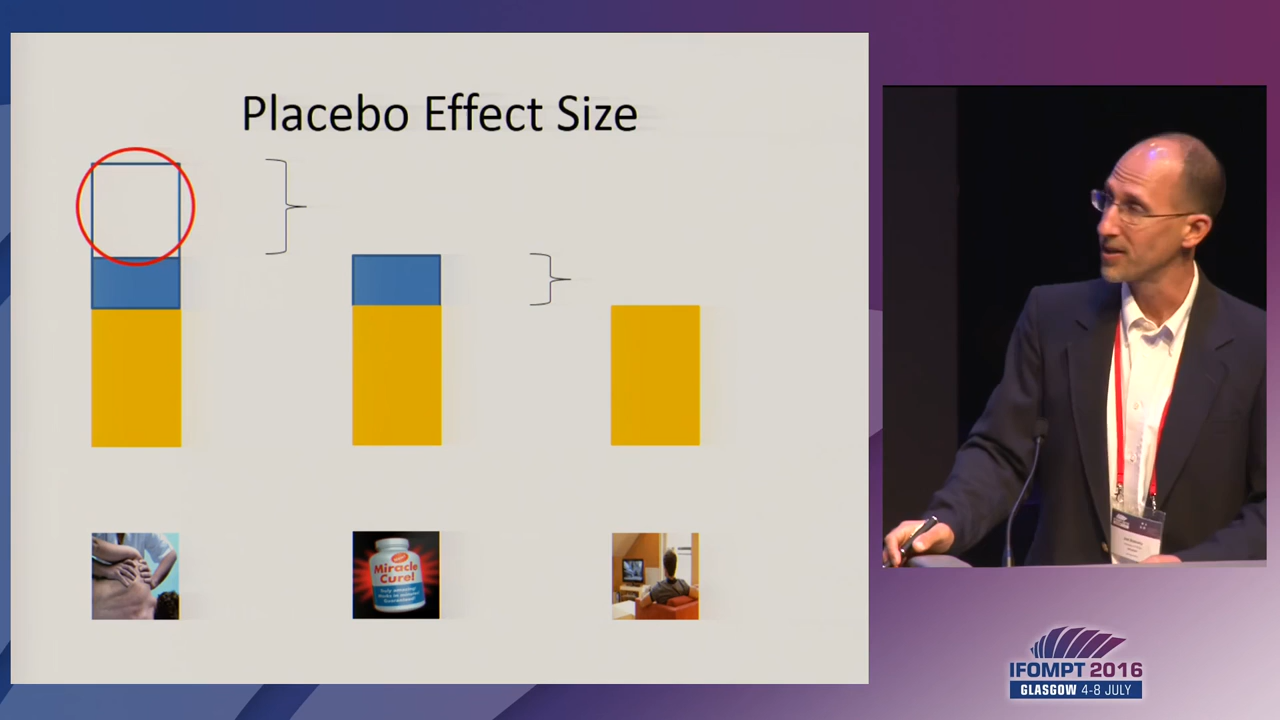 Placebo Effect Size
Miracle
Cure!
IFOMPT 2016
GLASGOW 4-8 JULY